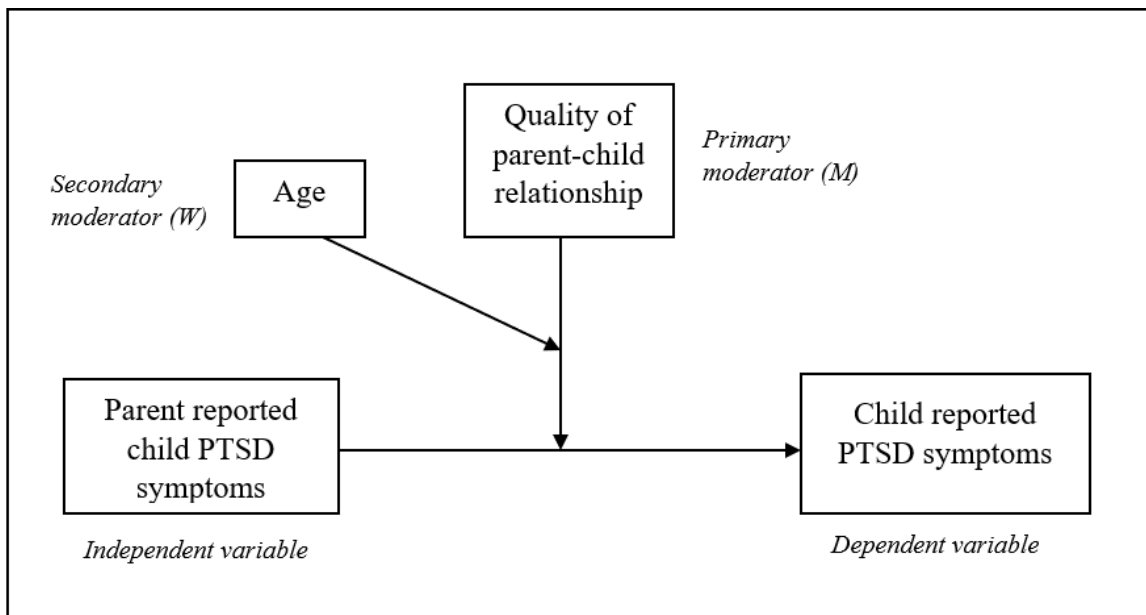 Quality of
parent-child
relationship
Primary
moderator (M)
Secondary
moderator (W)
Age
Parent reported
child PTSD
symptoms
Child reported
PTSD symptoms
Independent variable
Dependent variable